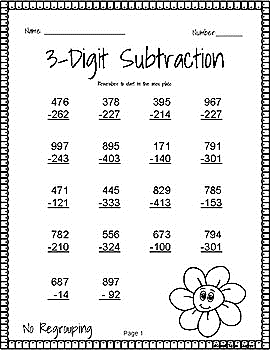 Name
Number
3-Digit Subtraction
Remember to start in the ones place
476 378 395 967
-262 -227 -214 -227
997 895 171 791
-243 -403 -140 -301
471 445 829 785
-121 -333 -413 -153
782 556 673 794
-210 -324 -100 -301
687 897
-14 -92
No Regrouping
Page 1